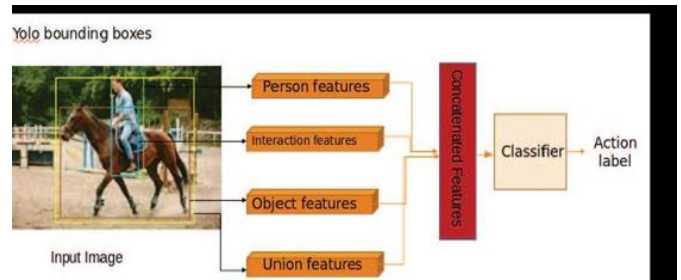 Yolo bounding boxes
Person features
Interaction features
Object features
Union features
Concatenated Features
Classifier
Action
label
Input Image